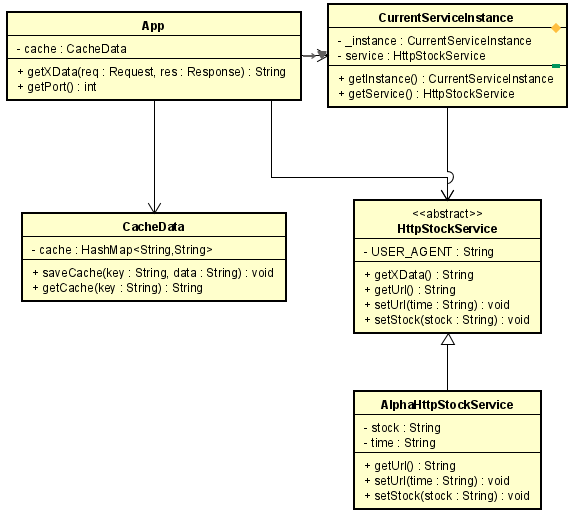 App
- cache : CacheData
+ getXData(req : Request, res : Response) : String
+ getPort() : int
CurrentServiceInstance
- _instance : CurrentServiceInstance
- service : HttpStockService
+ getInstance() : CurrentServiceInstance
+ getService() : HttpStockService
CacheData
- cache : HashMap<String,String>
+ saveCache(key : String, data : String) : void
+ getCache(key : String) : String
<<abstract>>
HttpStockService
- USER_AGENT : String
+ getXData() : String
+ getUrl() : String
+ setUrl(time : String) : void
+ setStock(stock : String) : void
AlphaHttpStockService
- stock : String
- time : String
+ getUrl() : String
+ setUrl(time : String) : void
+ setStock(stock : String) : void